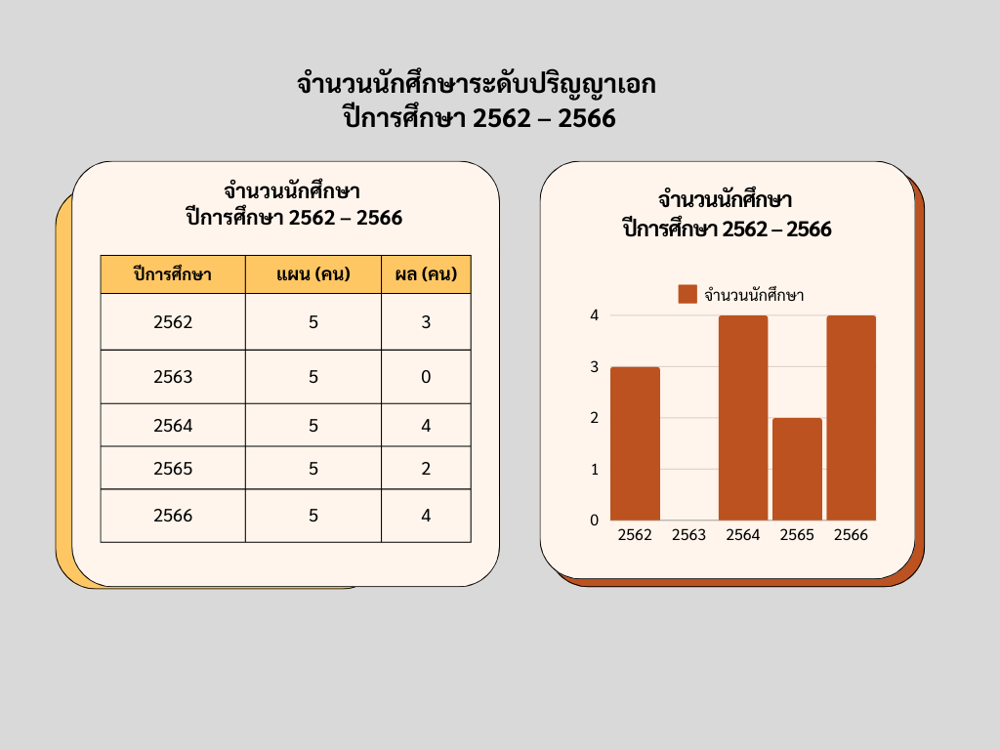 จำนวนนักศึกษาระดับปริญญาเอก
ปีการศึกษา 2562 – 2566
จำนวนนักศึกษา
ปีการศึกษา 2562 – 2566
ปีการศึกษา แผน (คน) ผล (คน)
2562 5 3
2563 5 0
2564 5 4
2565 5 2
2566 5 4
จำนวนนักศึกษา
ปีการศึกษา 2562 – 2566
จำนวนนักศึกษา
4
3
2
1
0
2562 2563 2564 2565 2566